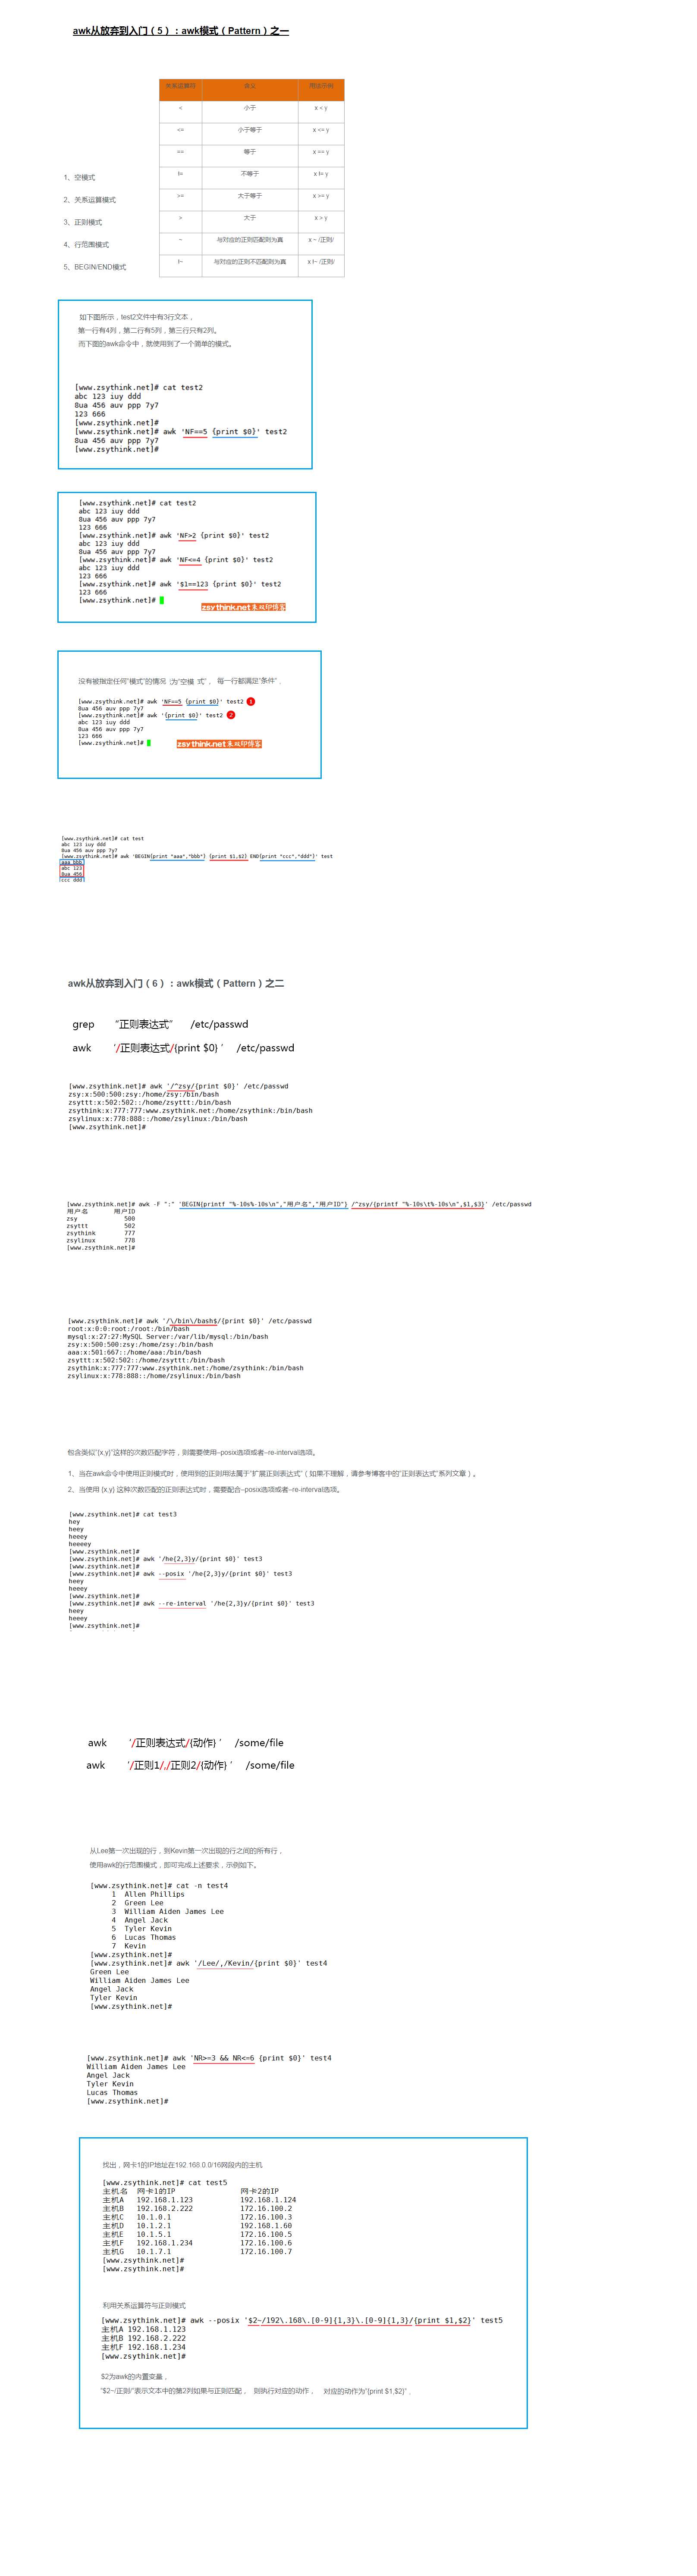 awk从放弃到入门（5）：awk模式（Pattern）之一
关系运算符 含义 用法示例
< 小于 x < y
<= 小于等于 x <= y
== 等于 x == y
!= 不等于 x != y
>= 大于等于 x >= y
> 大于 x > y
~ 与对应的正则匹配则为真 x ~ /正则/
!~ 与对应的正则不匹配则为真 x !~ /正则/
1、空模式
2、关系运算模式
3、正则模式
4、行范围模式
5、BEGIN/END模式
如下图所示，test2文件中有3行文本，
第一行有4列，第二行有5列，第三行只有2列。
而下图的awk命令中，就使用到了一个简单的模式。
[www.zsythink.net]# cat test2
abc 123 iuy ddd
8ua 456 auv ppp 7y7
123 666
[www.zsythink.net]#
[www.zsythink.net]# awk 'NF==5 {print $0}' test2
8ua 456 auv ppp 7y7
[www.zsythink.net]#
[www.zsythink.net]# cat test2
abc 123 iuy ddd
8ua 456 auv ppp 7y7
123 666
[www.zsythink.net]# awk 'NF>2 {print $0}' test2
abc 123 iuy ddd
8ua 456 auv ppp 7y7
[www.zsythink.net]# awk 'NF<=4 {print $0}' test2
abc 123 iuy ddd
123 666
[www.zsythink.net]# awk '$1==123 {print $0}' test2
123 666
[www.zsythink.net]#
zsythink.net朱双印博客
没有被指定任何“模式”的情况 为“空模 式”， 每一行都满足“条件”．
[www.zsythink.net]# awk 'NF==5 {print $0}' test2 1
8ua 456 auv ppp 7y7
[www.zsythink.net]# awk '{print $0}' test2 2
abc 123 iuy ddd
8ua 456 auv ppp 7y7
123 666
[www.zsythink.net]#
zsythink.net朱双印博客
[www.zsythink.net]# cat test
abc 123 iuy ddd
8ua 456 auv ppp 7y7
[www.zsythink.net]# awk 'BEGIN{print "aaa","bbb"} {print $1,$2} END{print "ccc","ddd"}' test
aaa bbb
abc 123
8ua 456
ccc ddd
awk从放弃到入门（6）：awk模式（Pattern）之二
grep “正则表达式” /etc/passwd
awk ‘/正则表达式/{print $0} ’ /etc/passwd
[www.zsythink.net]# awk '/^zsy/{print $0}' /etc/passwd
zsy:x:500:500:zsy:/home/zsy:/bin/bash
zsyttt:x:502:502::/home/zsyttt:/bin/bash
zsythink:x:777:777:www.zsythink.net:/home/zsythink:/bin/bash
zsylinux:x:778:888::/home/zsylinux:/bin/bash
[www.zsythink.net]#
[www.zsythink.net]# awk -F ":" 'BEGIN{printf "%-10s%-10s\n","用户名","用户ID"} /^zsy/{printf "%-10s\t%-10s\n",$1,$3}' /etc/passwd
用户名 用户ID
zsy 500
zsyttt 502
zsythink 777
zsylinux 778
[www.zsythink.net]#
[www.zsythink.net]# awk '/\/bin\/bash$/{print $0}' /etc/passwd
root:x:0:0:root:/root:/bin/bash
mysql:x:27:27:MySQL Server:/var/lib/mysql:/bin/bash
zsy:x:500:500:zsy:/home/zsy:/bin/bash
aaa:x:501:667::/home/aaa:/bin/bash
zsyttt:x:502:502::/home/zsyttt:/bin/bash
zsythink:x:777:777:www.zsythink.net:/home/zsythink:/bin/bash
zsylinux:x:778:888::/home/zsylinux:/bin/bash
包含类似“{x,y}”这样的次数匹配字符，则需要使用–posix选项或者–re-interval选项。
1、当在awk命令中使用正则模式时，使用到的正则用法属于“扩展正则表达式”（如果不理解，请参考博客中的“正则表达式”系列文章）。
2、当使用 {x,y} 这种次数匹配的正则表达式时，需要配合–posix选项或者–re-interval选项。
[www.zsythink.net]# cat test3
hey
heey
heeey
heeeey
[www.zsythink.net]#
[www.zsythink.net]# awk '/he{2,3}y/{print $0}' test3
[www.zsythink.net]#
[www.zsythink.net]# awk --posix '/he{2,3}y/{print $0}' test3
heey
heeey
[www.zsythink.net]#
[www.zsythink.net]# awk --re-interval '/he{2,3}y/{print $0}' test3
heey
heeey
[www.zsythink.net]#
awk ‘/正则表达式/{动作} ’ /some/file
awk ‘/正则1/,/正则2/{动作} ’ /some/file
从Lee第一次出现的行，到Kevin第一次出现的行之间的所有行，
使用awk的行范围模式，即可完成上述要求，示例如下。
[www.zsythink.net]# cat -n test4
1 Allen Phillips
2 Green Lee
3 William Aiden James Lee
4 Angel Jack
5 Tyler Kevin
6 Lucas Thomas
7 Kevin
[www.zsythink.net]#
[www.zsythink.net]# awk '/Lee/,/Kevin/{print $0}' test4
Green Lee
William Aiden James Lee
Angel Jack
Tyler Kevin
[www.zsythink.net]#
[www.zsythink.net]# awk 'NR>=3 && NR<=6 {print $0}' test4
William Aiden James Lee
Angel Jack
Tyler Kevin
Lucas Thomas
[www.zsythink.net]#
找出，网卡1的IP地址在192.168.0.0/16网段内的主机
[www.zsythink.net]# cat test5
主机名 网卡1的IP 网卡2的IP
主机A 192.168.1.123 192.168.1.124
主机B 192.168.2.222 172.16.100.2
主机C 10.1.0.1 172.16.100.3
主机D 10.1.2.1 192.168.1.60
主机E 10.1.5.1 172.16.100.5
主机F 192.168.1.234 172.16.100.6
主机G 10.1.7.1 172.16.100.7
[www.zsythink.net]#
[www.zsythink.net]#
利用关系运算符与正则模式
[www.zsythink.net]# awk --posix '$2~/192\.168\.[0-9]{1,3}\.[0-9]{1,3}/{print $1,$2}' test5
主机A 192.168.1.123
主机B 192.168.2.222
主机F 192.168.1.234
[www.zsythink.net]#
$2为awk的内置变量，
“$2~/正则/”表示文本中的第2列如果与正则匹配， 则执行对应的动作， 对应的动作为“{print $1,$2}”．